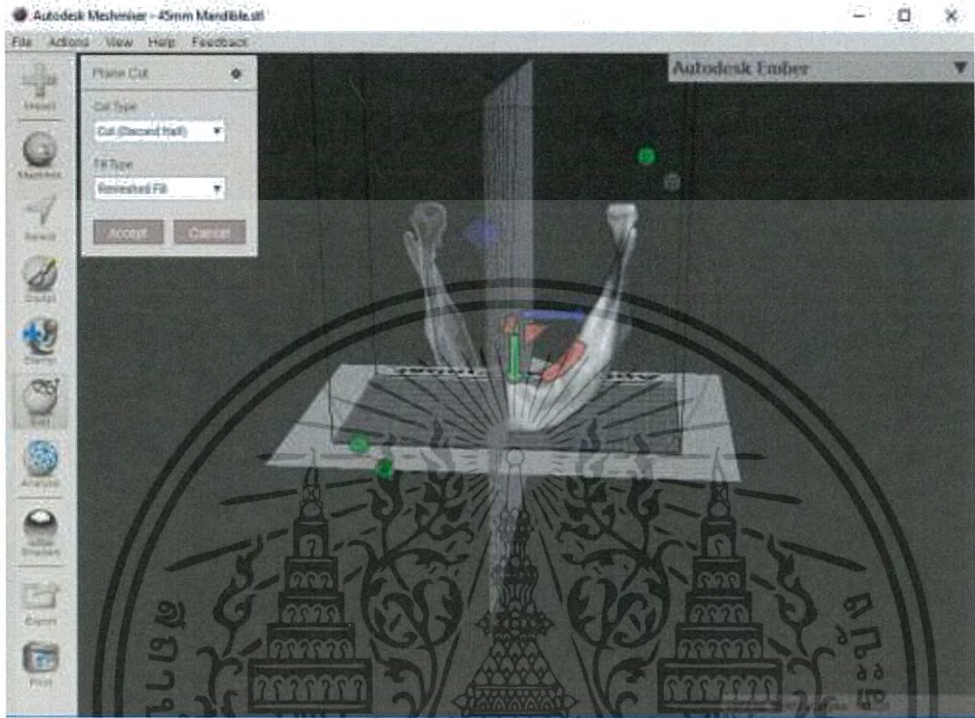 Autodesk Meshmixer - 45mm Mandible.stl
File Actions View Help Feedback
Autodesk Ember
Plane Cut
Cut Type
Cut (Discard Half)
Fill Type
Remeshed Fill
Accept Cancel
Import
Meshmix
Select
Sculpt
Stamp
Edit
Analysis
Shaders
Export
Print